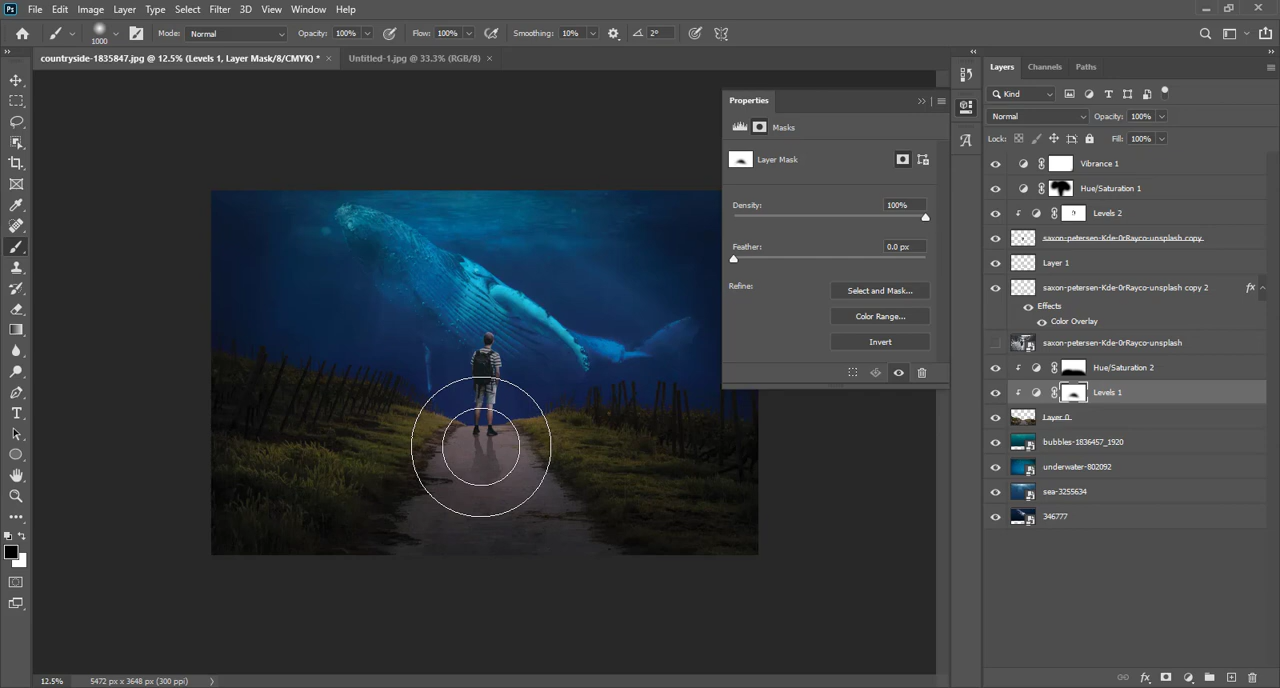 Ps File Edit Image Layer Type Select Filter 3D View Window Help
1000 Mode: Normal Opacity: 100% Flow: 100% Smoothing: 10% 2°
countryside-1835847.jpg @ 12.5% (Levels 1, Layer Mask/8/CMYK) * × Untitled-1.jpg @ 33.3% (RGB/8) ×
Properties
Masks
Layer Mask
Density: 100%
Feather: 0.0 px
Refine: Select and Mask...
Color Range...
Invert
Layers Channels Paths
Kind
Normal Opacity: 100%
Lock: Fill: 100%
Vibrance 1
Hue/Saturation 1
Levels 2
saxon-petersen-Kde-0rRayco-unsplash copy
Layer 1
saxon-petersen-Kde-0rRayco-unsplash copy 2 fx
Effects
Color Overlay
saxon-petersen-Kde-0rRayco-unsplash
Hue/Saturation 2
Levels 1
Layer 0
bubbles-1836457_1920
underwater-802092
sea-3255634
346777
fx
12.5% 5472 px x 3648 px (300 ppi)